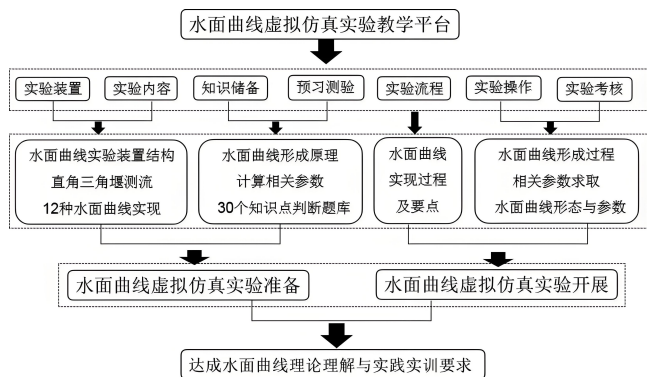 水面曲线虚拟仿真实验教学平台
实验装置
实验内容
知识储备
预习测验
实验流程
实验操作
实验考核
水面曲线实验装置结构
直角三角堰测流
12种水面曲线实现
水面曲线形成原理
计算相关参数
30个知识点判断题库
水面曲线
实现过程
及要点
水面曲线形成过程
相关参数求取
水面曲线形态与参数
水面曲线虚拟仿真实验准备
水面曲线虚拟仿真实验开展
达成水面曲线理论理解与实践实训要求